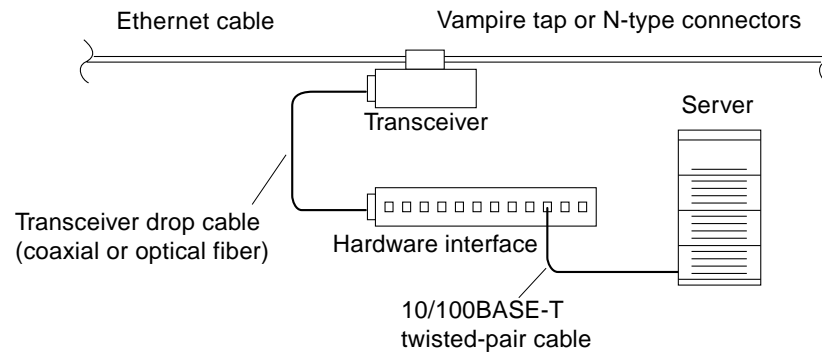 Ethernet cable
Vampire tap or N-type connectors
Server
Transceiver
Transceiver drop cable
(coaxial or optical fiber)
Hardware interface
10/100BASE-T
twisted-pair cable